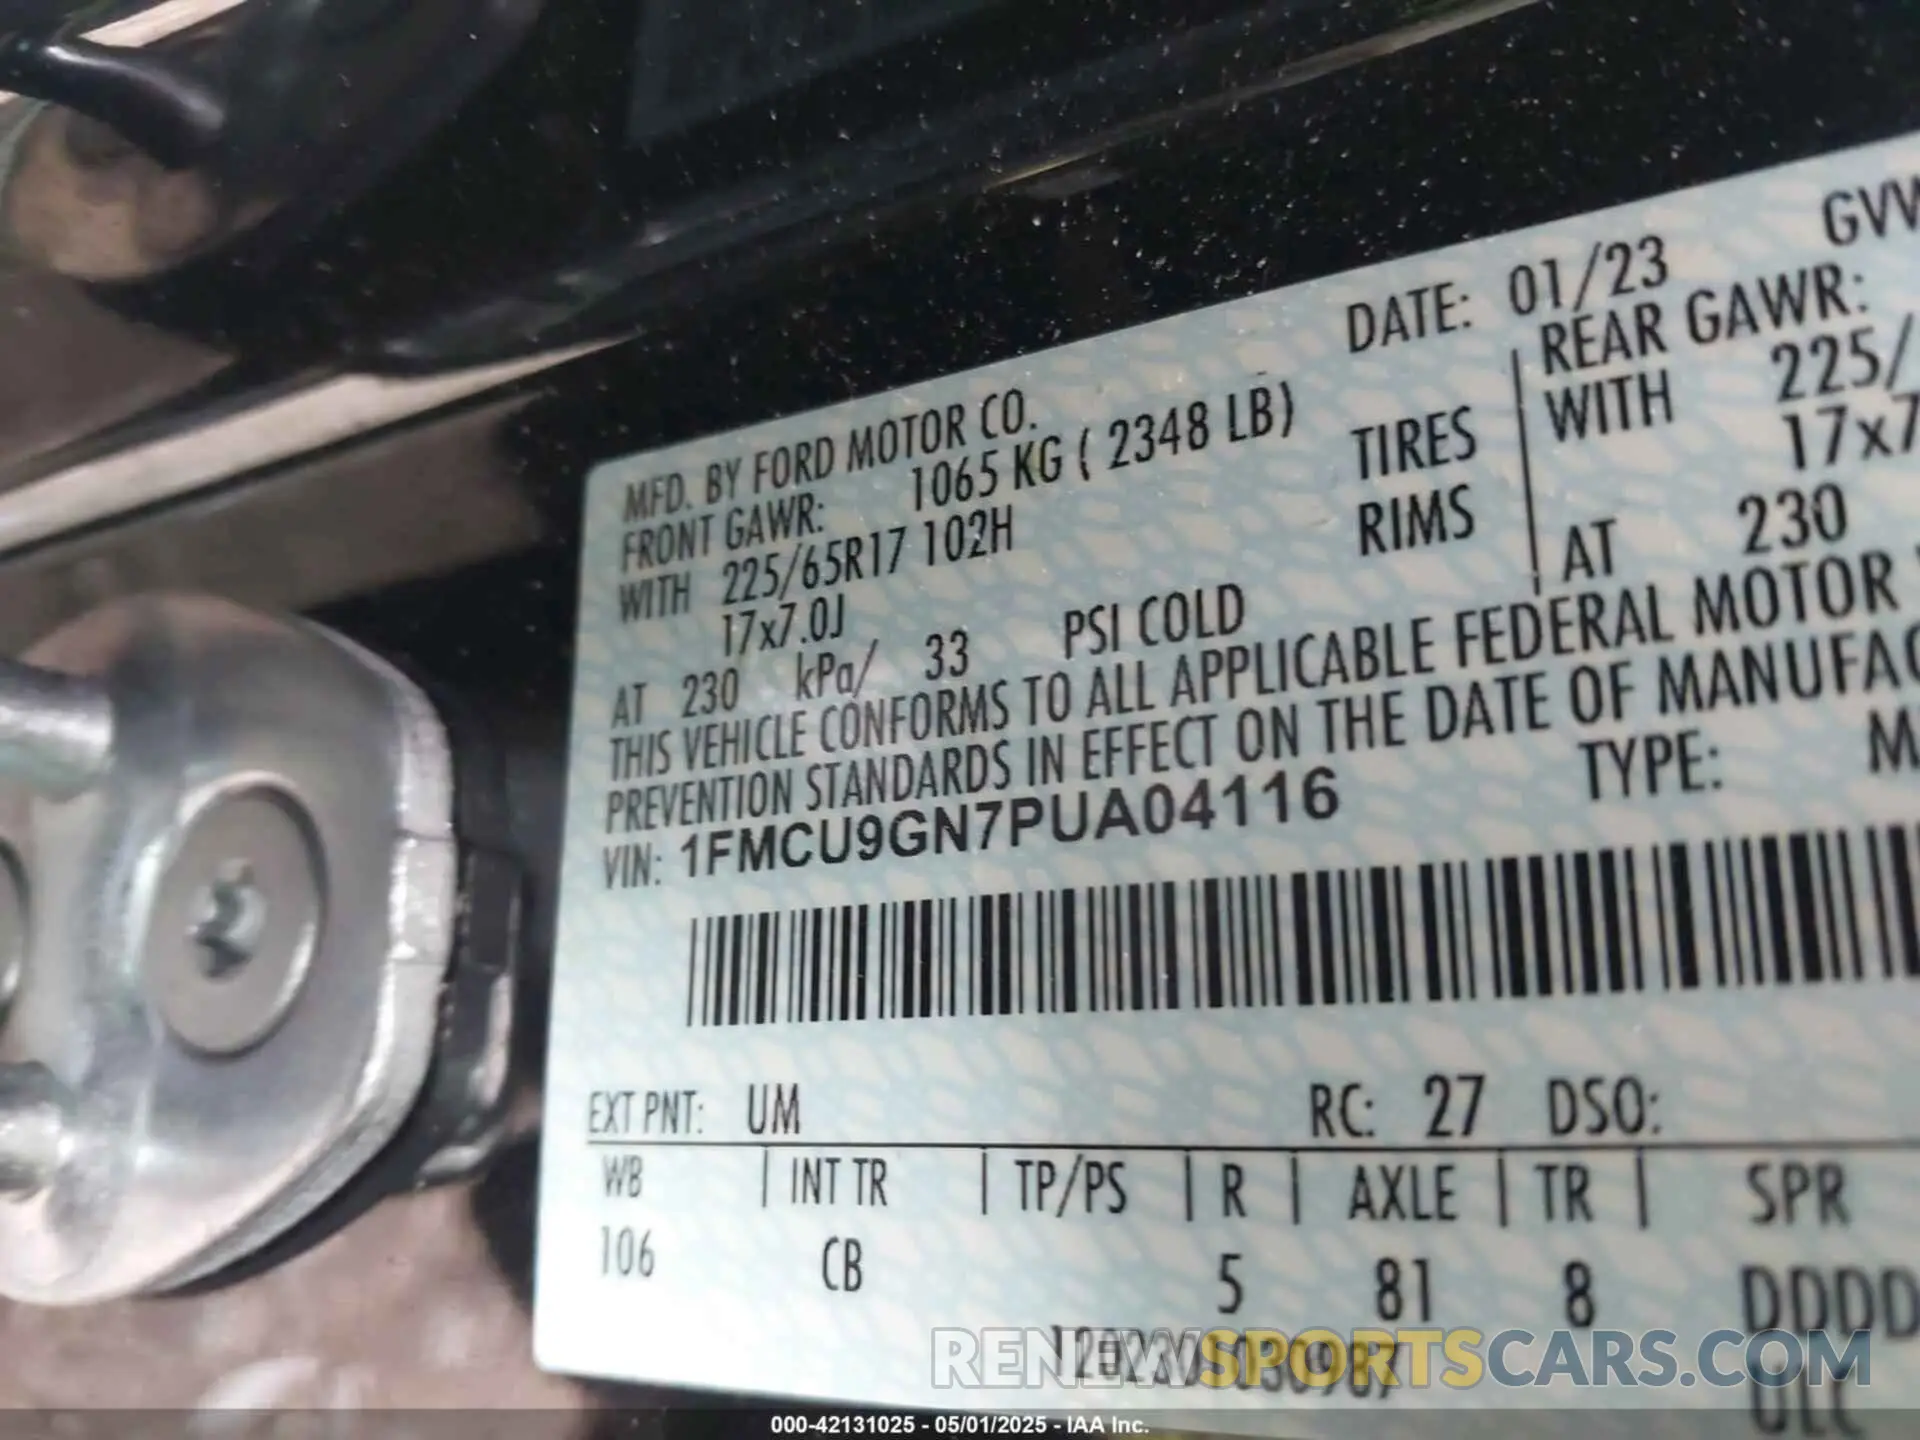 MFD. BY FORD MOTOR CO. DATE: 01/23 GVW
FRONT GAWR: 1065 KG ( 2348 LB) REAR GAWR:
WITH 225/65R17 102H TIRES WITH 225/
17x7.0J RIMS 17x7
AT 230 kPa/ 33 PSI COLD AT 230
THIS VEHICLE CONFORMS TO ALL APPLICABLE FEDERAL MOTOR
PREVENTION STANDARDS IN EFFECT ON THE DATE OF MANUFAC
VIN: 1FMCU9GN7PUA04116 TYPE: M
EXT PNT: UM RC: 27 DSO:
WB | INT TR | TP/PS | R | AXLE | TR | SPR
106 CB 5 81 8 DDDD
RENEWSPORTSCARS.COM
ULC
000-42131025 - 05/01/2025 - IAA Inc.